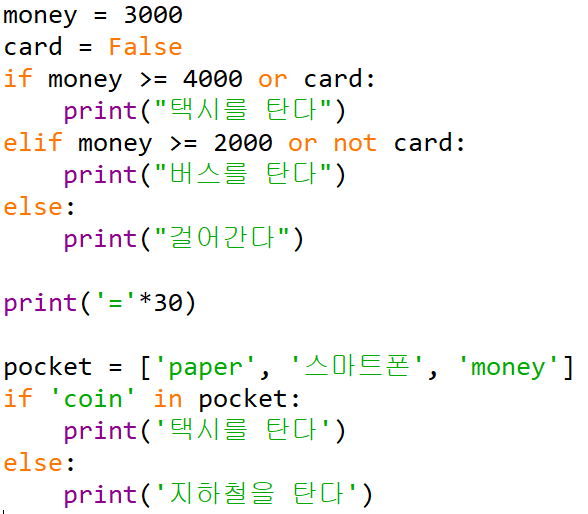 money = 3000
card = False
if money >= 4000 or card:
    print("택시를 탄다")
elif money >= 2000 or not card:
    print("버스를 탄다")
else:
    print("걸어간다")

print('='*30)

pocket = ['paper', '스마트폰', 'money']
if 'coin' in pocket:
    print('택시를 탄다')
else:
    print('지하철을 탄다')